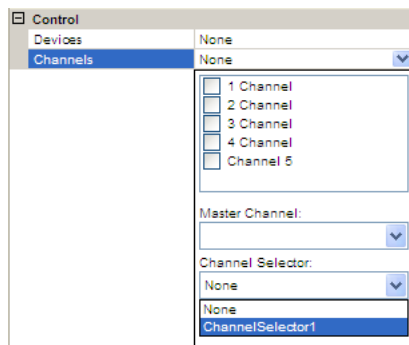 Control
Devices None
Channels None
1 Channel
2 Channel
3 Channel
4 Channel
Channel 5
Master Channel:
Channel Selector:
None
None
ChannelSelector1